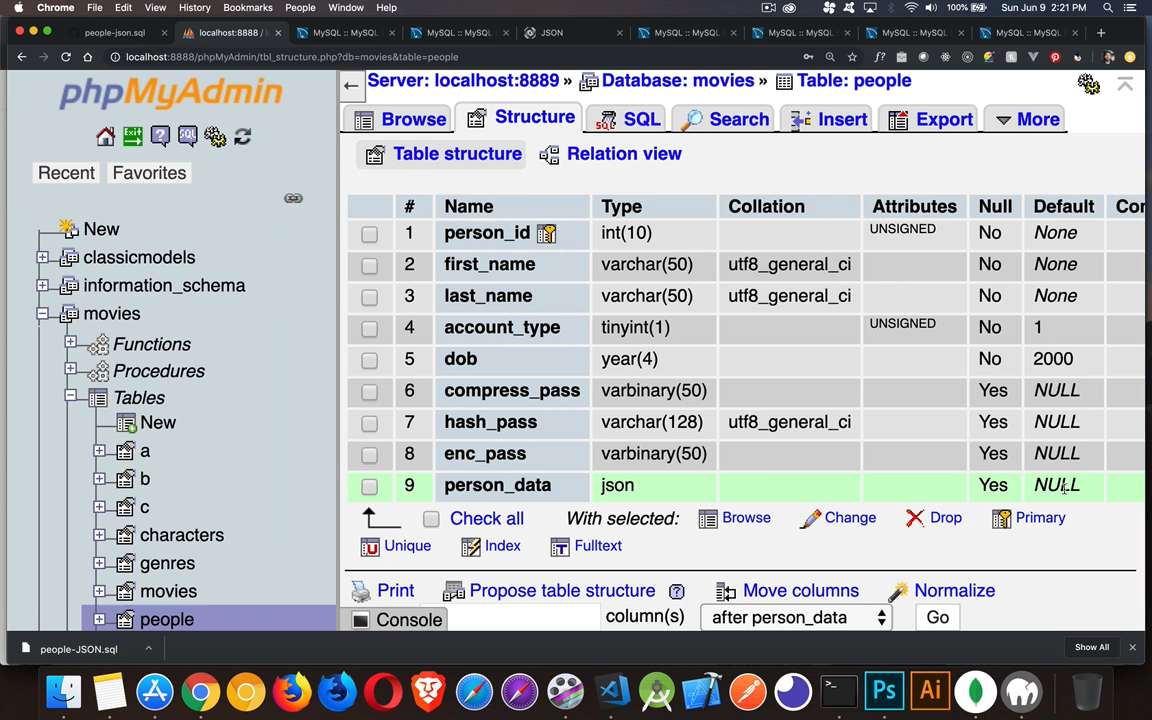 Chrome File Edit View History Bookmarks People Window Help 100% Sun Jun 9 2:21 PM
people-json.sql localhost:8888 / l MySQL :: MySQL MySQL :: MySQL JSON MySQL :: MySQL MySQL :: MySQL MySQL :: MySQL MySQL :: MySQL
localhost:8888/phpMyAdmin/tbl_structure.php?db=movies&table=people
phpMyAdmin
Recent Favorites
New
classicmodels
information_schema
movies
Functions
Procedures
Tables
New
a
b
c
characters
genres
movies
people
Server: localhost:8889 » Database: movies » Table: people
Browse Structure SQL Search Insert Export More
Table structure Relation view
# Name Type Collation Attributes Null Default Co
1 person_id int(10) UNSIGNED No None
2 first_name varchar(50) utf8_general_ci No None
3 last_name varchar(50) utf8_general_ci No None
4 account_type tinyint(1) UNSIGNED No 1
5 dob year(4) No 2000
6 compress_pass varbinary(50) Yes NULL
7 hash_pass varchar(128) utf8_general_ci Yes NULL
8 enc_pass varbinary(50) Yes NULL
9 person_data json Yes NULL
Check all With selected: Browse Change Drop Primary
Unique Index Fulltext
Print Propose table structure Move columns Normalize
Console column(s) after person_data Go
people-JSON.sql Show All
Ps Ai